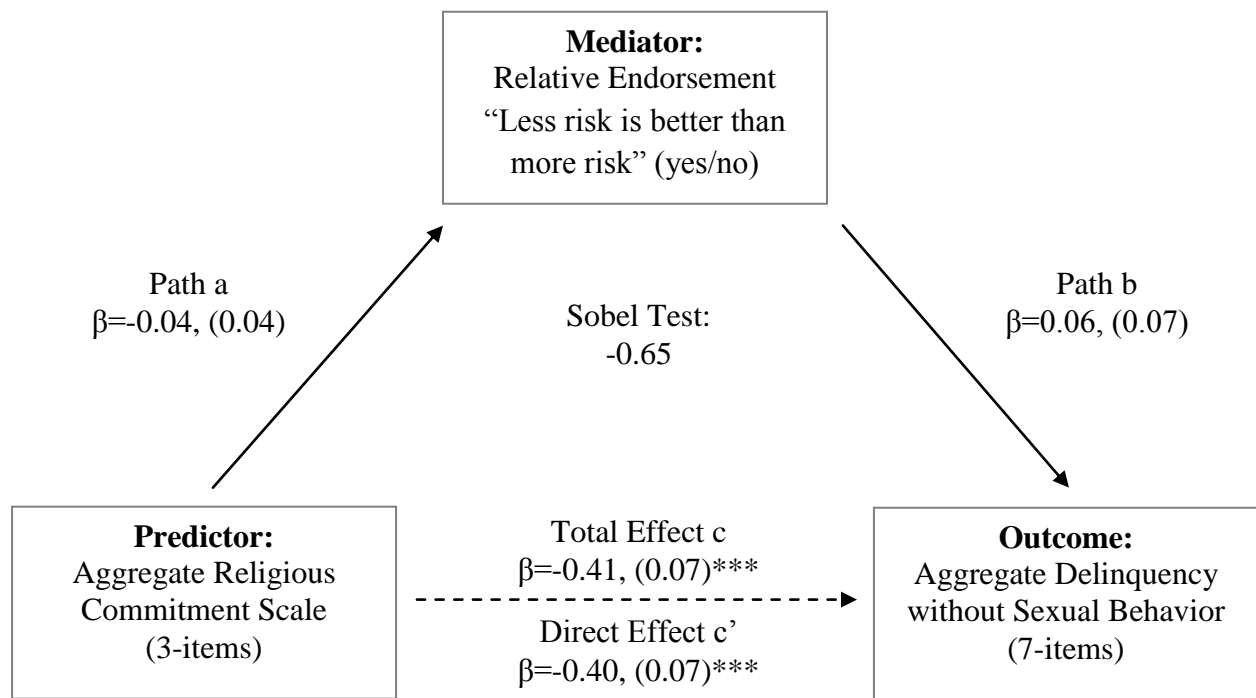 Mediator:
Relative Endorsement
“Less risk is better than
more risk” (yes/no)
Path a
β=-0.04, (0.04)
Sobel Test:
-0.65
Path b
β=0.06, (0.07)
Predictor:
Aggregate Religious
Commitment Scale
(3-items)
Total Effect c
β=-0.41, (0.07)***
Direct Effect c’
β=-0.40, (0.07)***
Outcome:
Aggregate Delinquency
without Sexual Behavior
(7-items)